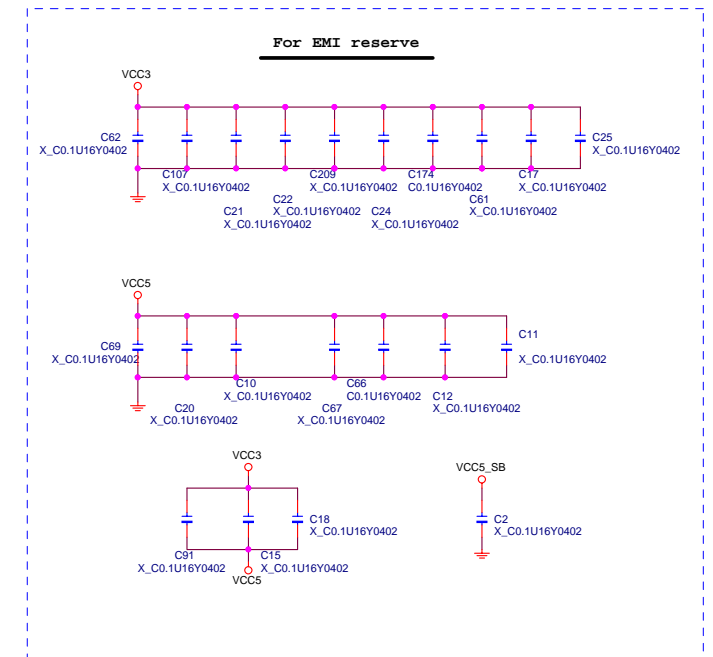 For EMI reserve
VCC3
C62
X_C0.1U16Y0402
C25
X_C0.1U16Y0402
C107
X_C0.1U16Y0402
C209
X_C0.1U16Y0402
C174
C0.1U16Y0402
C17
X_C0.1U16Y0402
C22
X_C0.1U16Y0402
C61
X_C0.1U16Y0402
C21
X_C0.1U16Y0402
C24
X_C0.1U16Y0402
VCC5
C69
X_C0.1U16Y0402
C11
X_C0.1U16Y0402
C10
X_C0.1U16Y0402
C66
C0.1U16Y0402
C12
X_C0.1U16Y0402
C20
X_C0.1U16Y0402
C67
X_C0.1U16Y0402
VCC3
VCC5_SB
C18
X_C0.1U16Y0402
C2
X_C0.1U16Y0402
C91
X_C0.1U16Y0402
C15
X_C0.1U16Y0402
VCC5